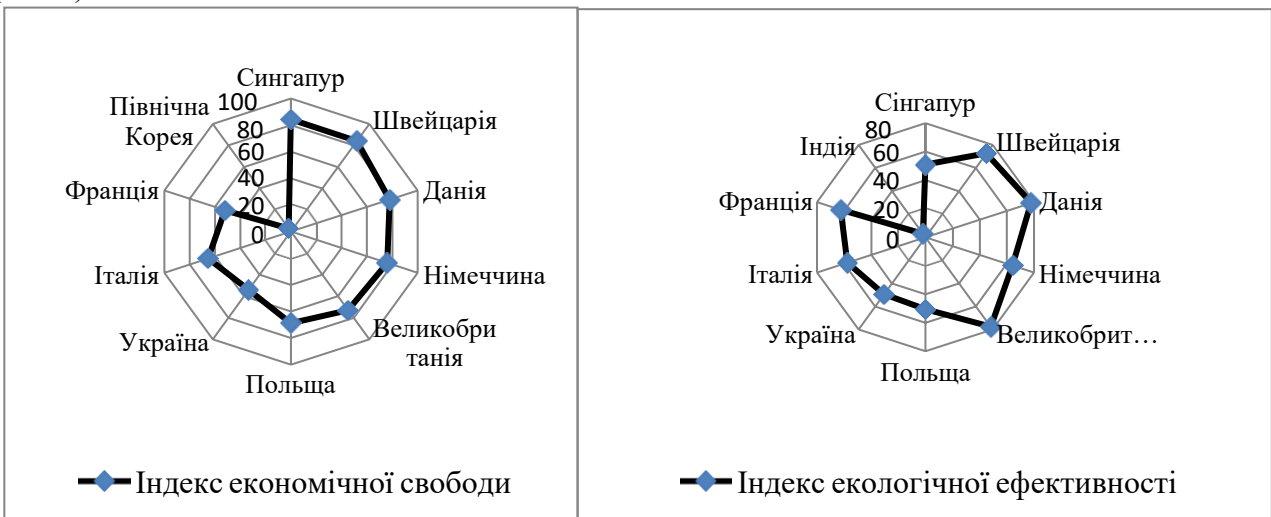 Сингапур
100
80
60
40
20
0
Північна
Корея
Швейцарія
Франція
Данія
Італія
Німеччина
Україна
Великобри
танія
Польща
Індекс економічної свободи
Сінгапур
80
60
40
20
0
Індія
Швейцарія
Франція
Данія
Італія
Німеччина
Україна
Великобрит…
Польща
Індекс екологічної ефективності